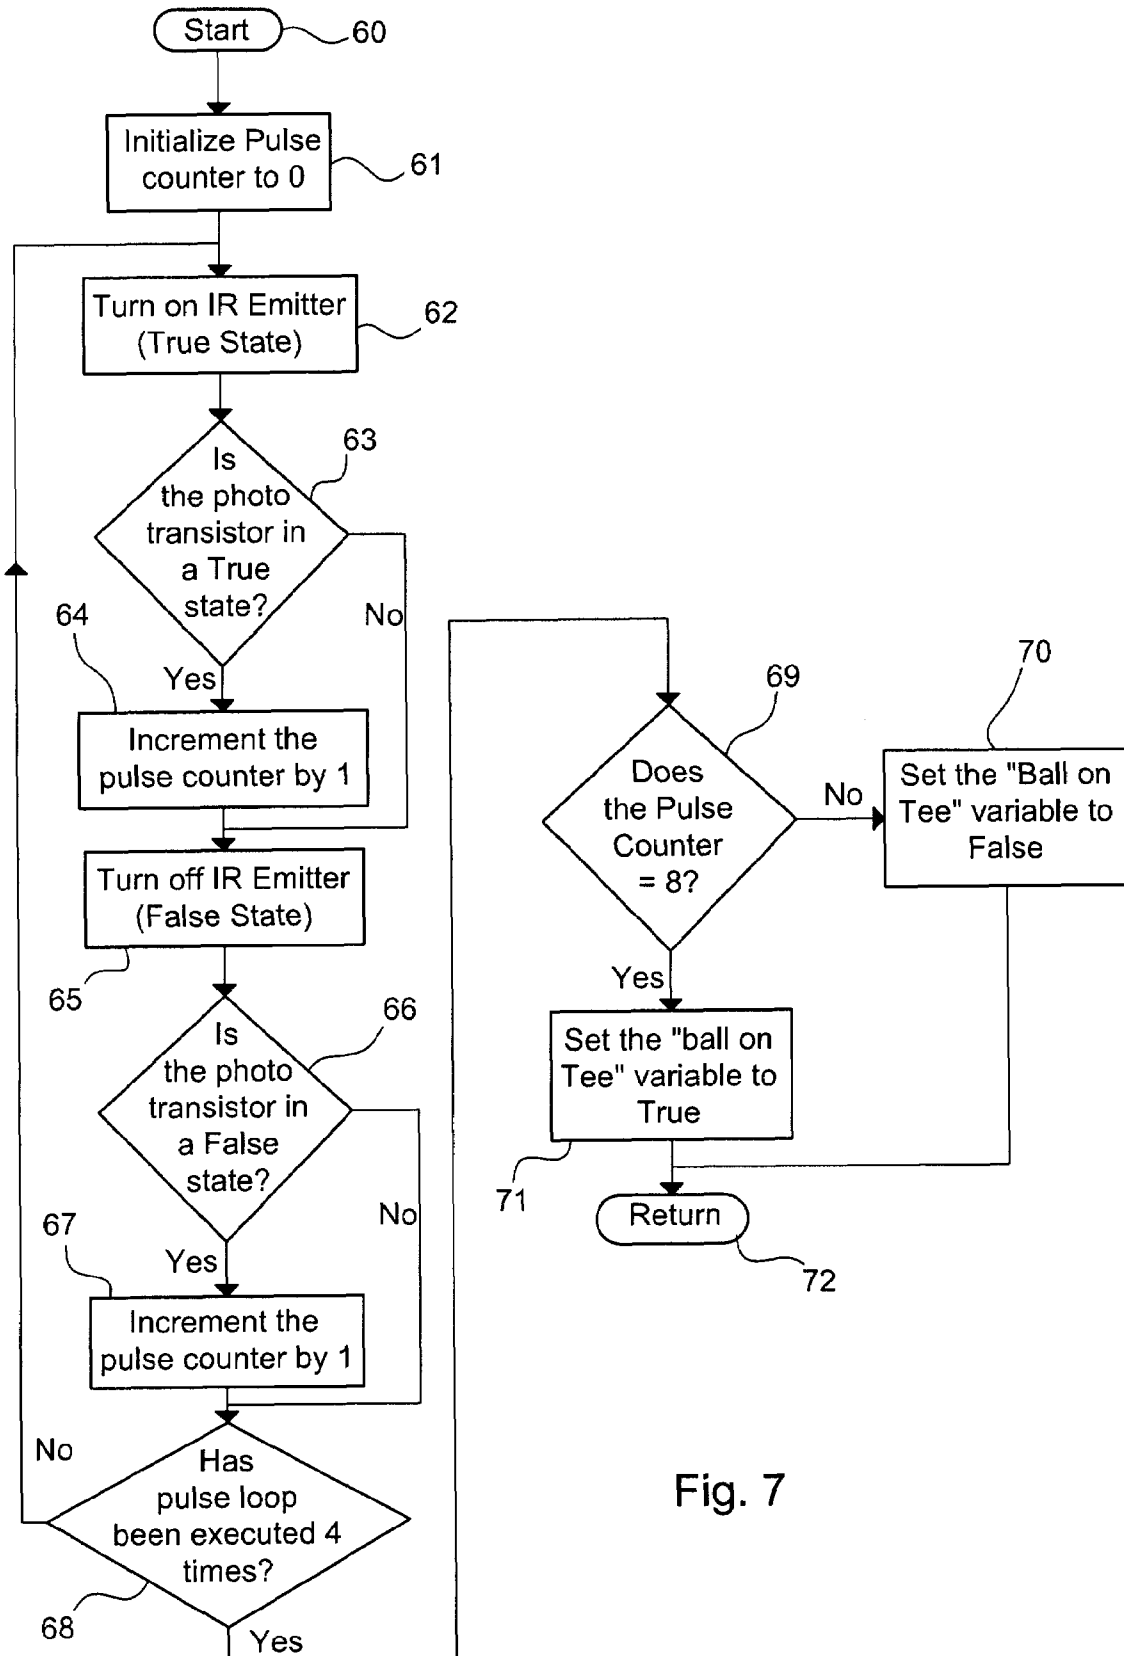 Start
60
Initialize Pulse
counter to 0
61
Turn on IR Emitter
(True State)
62
Is
the photo
transistor in
a True
state?
63
No
Yes
64
Increment the
pulse counter by 1
Turn off IR Emitter
(False State)
65
Is
the photo
transistor in
a False
state?
66
No
Yes
67
Increment the
pulse counter by 1
No
Has
pulse loop
been executed 4
times?
68
Yes
Does
the Pulse
Counter
= 8?
69
No
70
Set the "Ball on
Tee" variable to
False
Yes
Set the "ball on
Tee" variable to
True
71
Return
72
Fig. 7